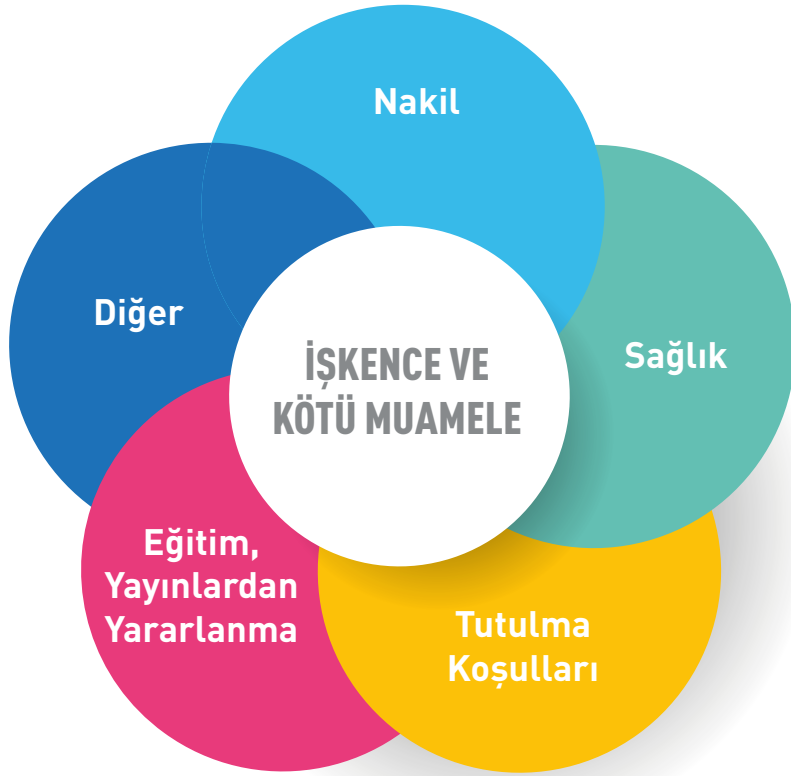 Nakil
Diğer
Sağlık
İŞKENCE VE
KÖTÜ MUAMELE
Eğitim,
Yayınlardan
Yararlanma
Tutulma
Koşulları